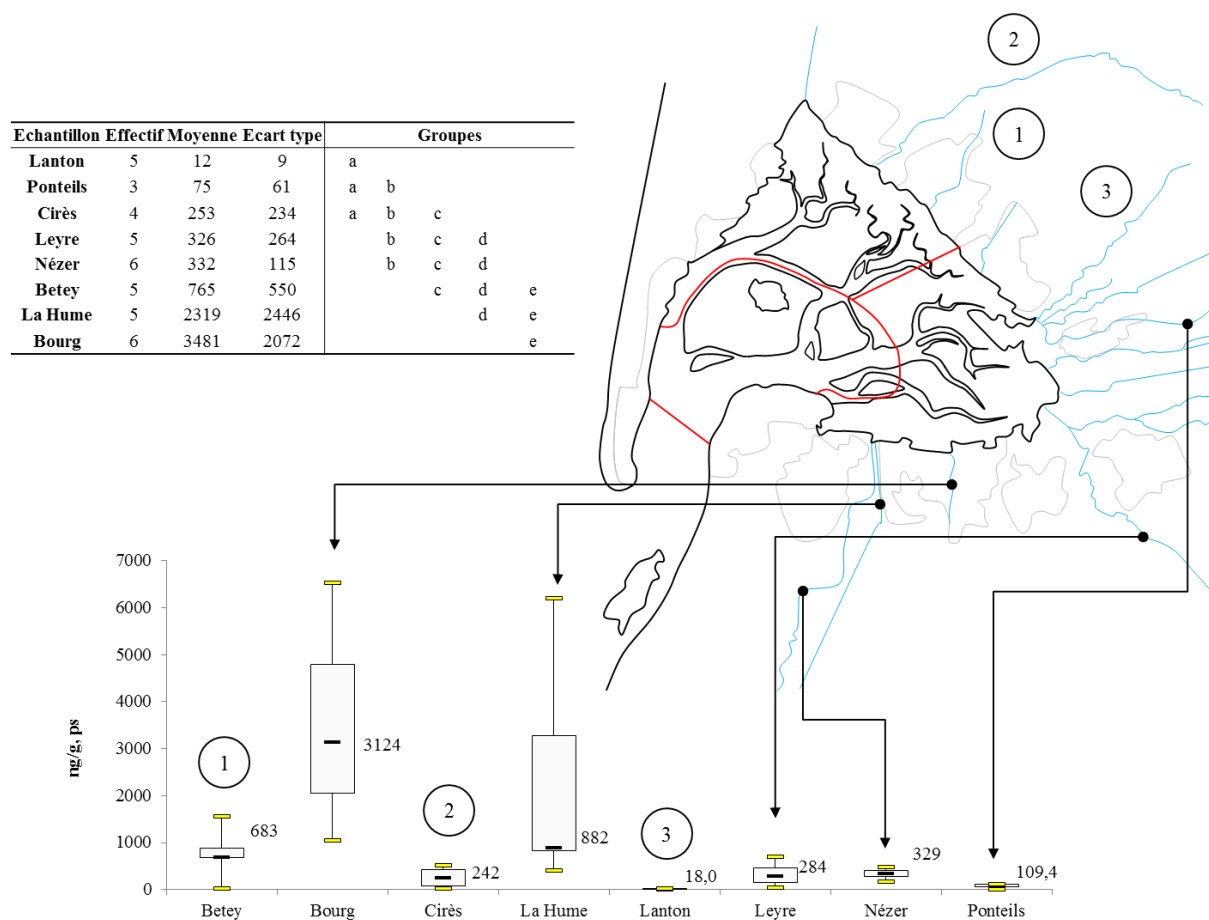 2
1
3
Echantillon Effectif Moyenne Ecart type Groupes
Lanton 5 12 9 a
Ponteils 3 75 61 a b
Cirès 4 253 234 a b c
Leyre 5 326 264 b c d
Nézer 6 332 115 b c d
Betey 5 765 550 c d e
La Hume 5 2319 2446 d e
Bourg 6 3481 2072 e
7000
6000
5000
4000
3000
2000
1000
0
ng/g, ps
1
683
3124
2
242
882
3
18,0
284
329
109,4
Betey Bourg Cirès La Hume Lanton Leyre Nézer Ponteils